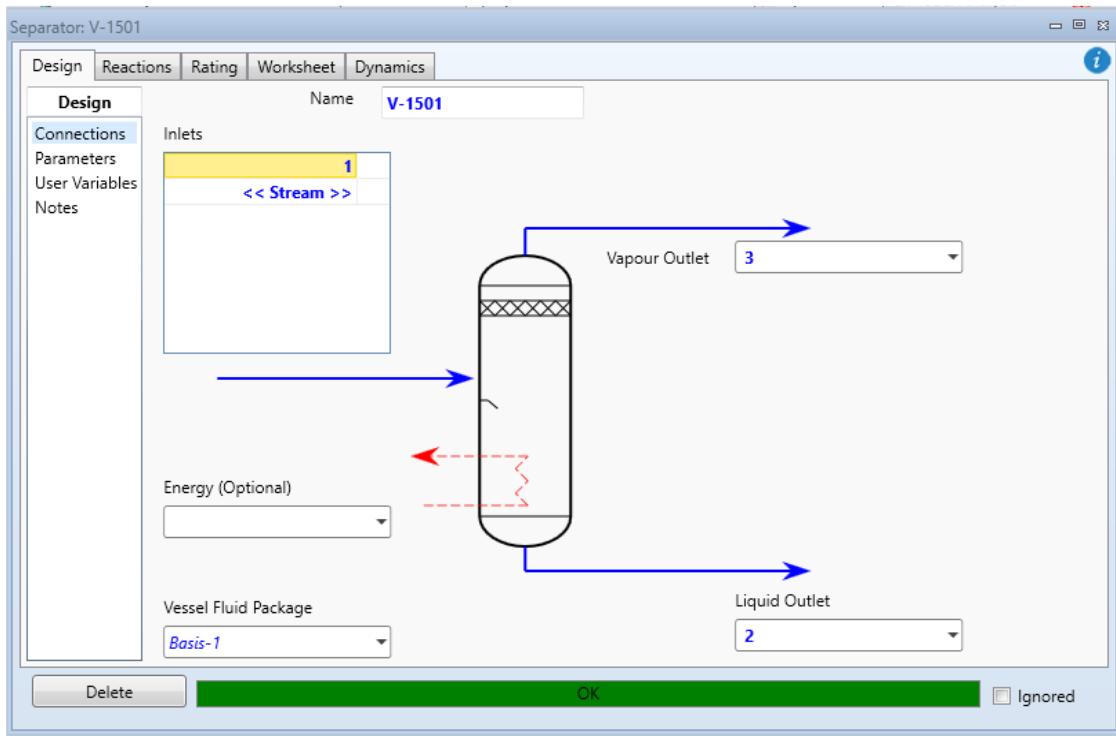 Separator: V-1501
Design Reactions Rating Worksheet Dynamics
i
Design
Connections
Parameters
User Variables
Notes
Name V-1501
Inlets
1
<< Stream >>
Vapour Outlet 3
Energy (Optional)
Vessel Fluid Package
Basis-1
Liquid Outlet
2
Delete OK Ignored